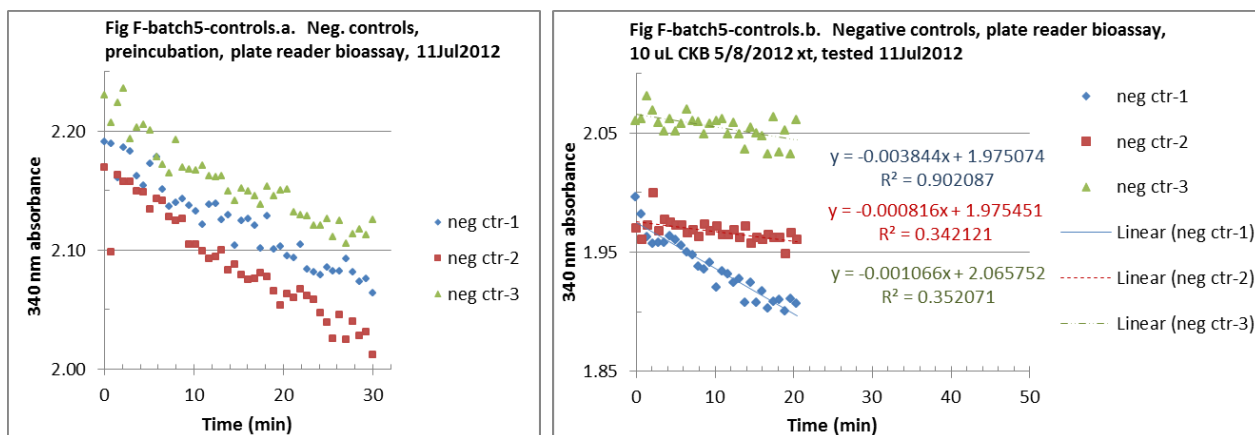 Fig F-batch5-controls.a. Neg. controls,
preincubation, plate reader bioassay, 11Jul2012
340 nm absorbance
2.20
2.10
2.00
0
10
20
30
Time (min)
neg ctr-1
neg ctr-2
neg ctr-3
Fig F-batch5-controls.b. Negative controls, plate reader bioassay,
10 uL CKB 5/8/2012 xt, tested 11Jul2012
340 nm absorbance
2.05
1.95
1.85
0
10
20
30
40
50
Time (min)
y = -0.003844x + 1.975074
R² = 0.902087
y = -0.000816x + 1.975451
R² = 0.342121
y = -0.001066x + 2.065752
R² = 0.352071
neg ctr-1
neg ctr-2
neg ctr-3
Linear (neg ctr-1)
Linear (neg ctr-2)
Linear (neg ctr-3)